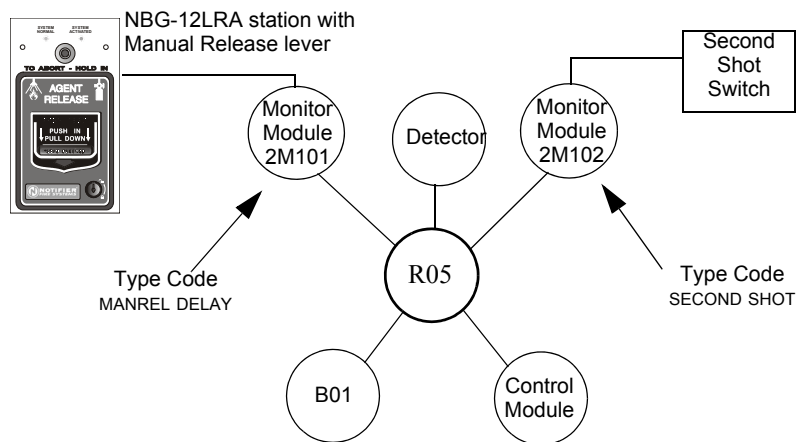 NBG-12LRA station with
Manual Release lever
SYSTEM
NORMAL
SYSTEM
ACTIVATED
TO ABORT - HOLD IN
AGENT
RELEASE
PUSH IN
PULL DOWN
NOTIFIER
FIRE SYSTEMS
Monitor
Module
2M101
Detector
Monitor
Module
2M102
Second
Shot
Switch
R05
Type Code
MANREL DELAY
Type Code
SECOND SHOT
B01
Control
Module